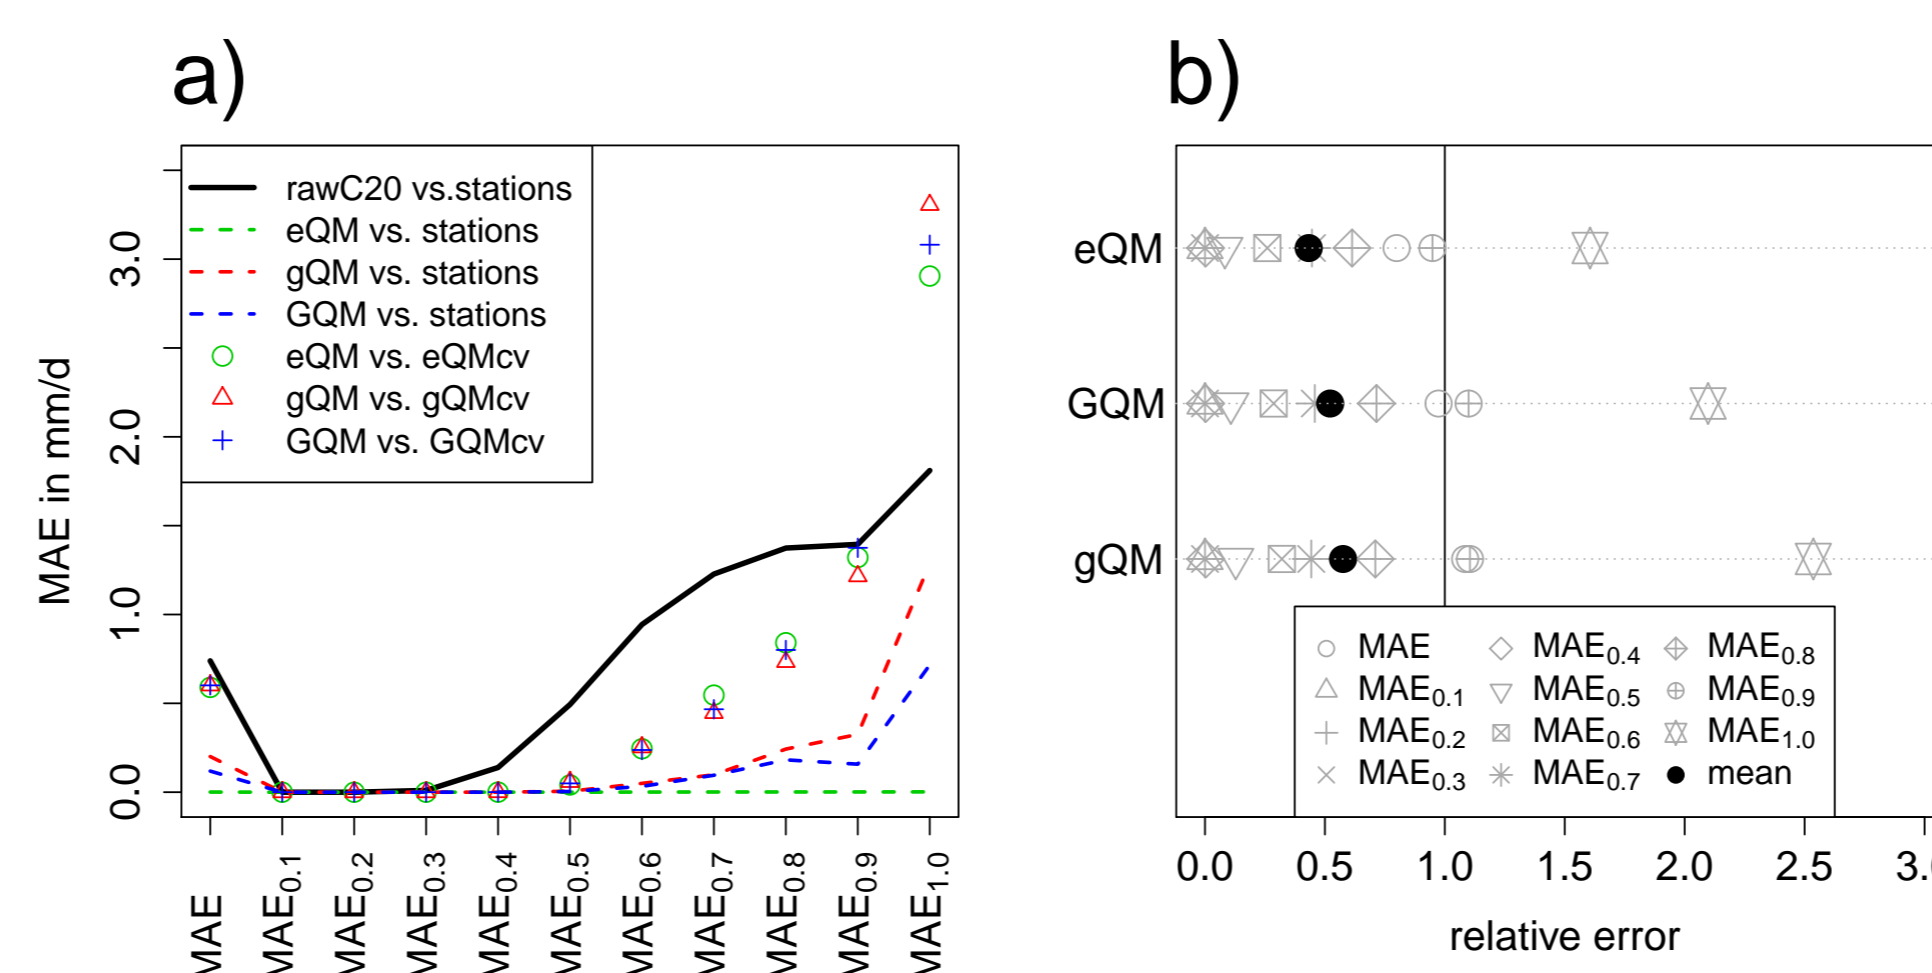 a)
rawC20 vs.stations
eQM vs. stations
gQM vs. stations
GQM vs. stations
eQM vs. eQMcv
gQM vs. gQMcv
GQM vs. GQMcv
MAE in mm/d
3.0
2.0
1.0
0.0
MAE
MAE0.1
MAE0.2
MAE0.3
MAE0.4
MAE0.5
MAE0.6
MAE0.7
MAE0.8
MAE0.9
MAE1.0
b)
eQM
GQM
gQM
MAE MAE0.4 MAE0.8
MAE0.1 MAE0.5 MAE0.9
MAE0.2 MAE0.6 MAE1.0
MAE0.3 MAE0.7 mean
0.0 0.5 1.0 1.5 2.0 2.5
relative error